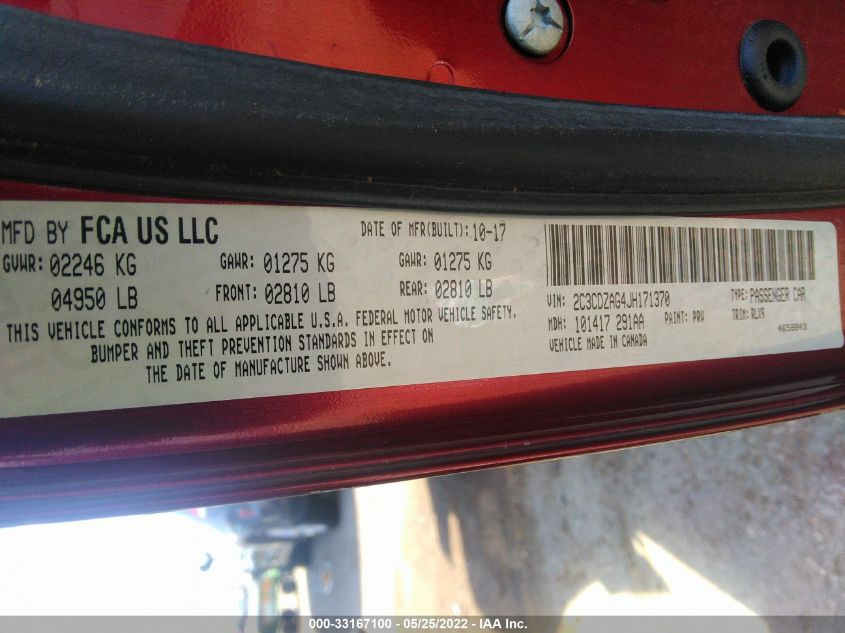 MFD BY FCA US LLC
DATE OF MFR(BUILT): 10-17
GVWR: 02246 KG
GAWR: 01275 KG
GAWR: 01275 KG
04950 LB
FRONT: 02810 LB
REAR: 02810 LB
THIS VEHICLE CONFORMS TO ALL APPLICABLE U.S.A. FEDERAL MOTOR VEHICLE SAFETY,
BUMPER AND THEFT PREVENTION STANDARDS IN EFFECT ON
THE DATE OF MANUFACTURE SHOWN ABOVE.
VIN: 2C3CDZAG4JH171370
TYPE: PASSENGER CAR
MDH: 101417 291AA
PAINT: PRV
TRIM: RLX9
VEHICLE MADE IN CANADA
4658843
000-33167100 - 05/25/2022 - IAA Inc.